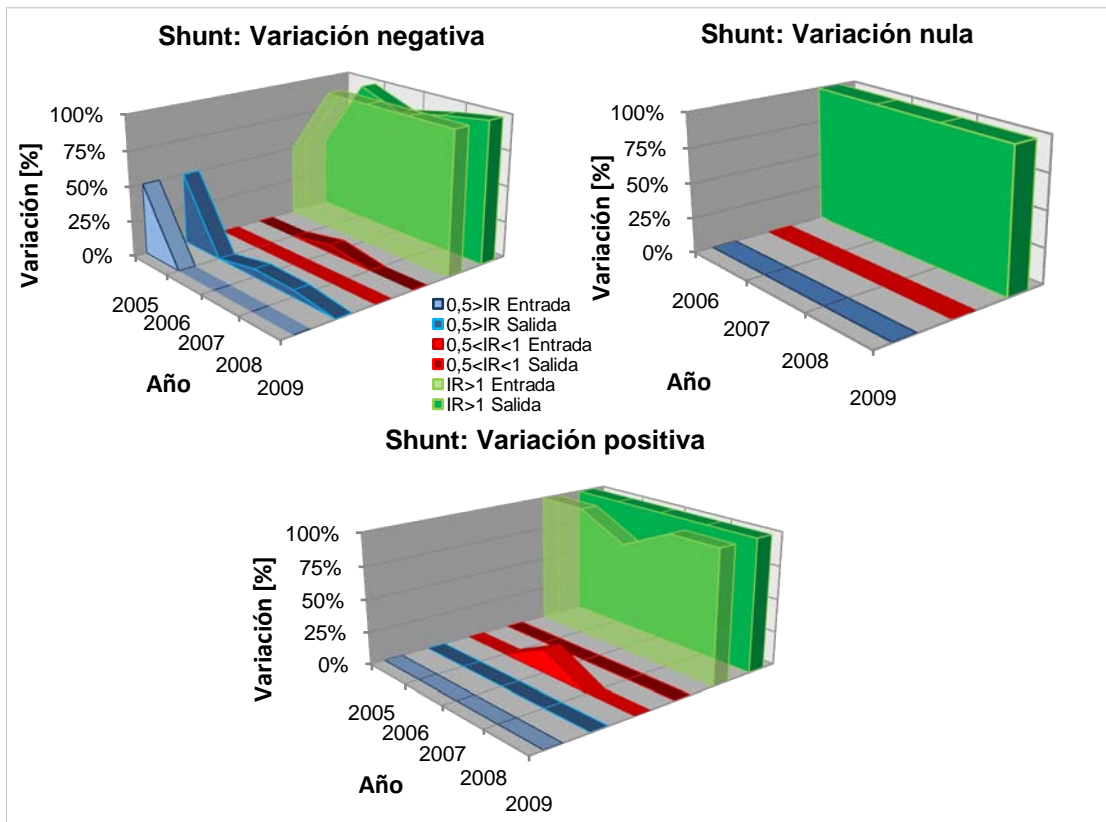 Shunt: Variación negativa
100%
75%
50%
25%
0%
Variación [%]
2005
2006
2007
2008
2009
Año
0,5>IR Entrada
0,5>IR Salida
0,5<IR<1 Entrada
0,5<IR<1 Salida
IR>1 Entrada
IR>1 Salida
Shunt: Variación nula
100%
75%
50%
25%
0%
Variación [%]
2006
2007
2008
2009
Año
Shunt: Variación positiva
100%
75%
50%
25%
0%
Variación [%]
2005
2006
2007
2008
2009
Año